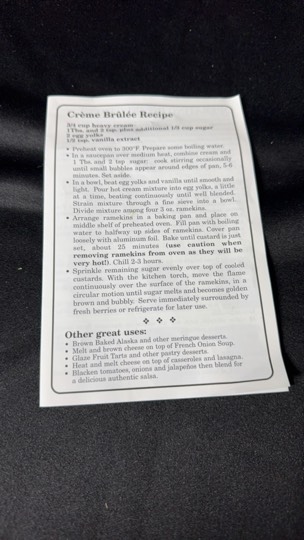 Crème Brûlée Recipe
3/4 cup heavy cream
1Tbs. and 2 tsp. plus additional 1/3 cup sugar
2 egg yolks
1/2 tsp. vanilla extract
• Preheat oven to 300°F. Prepare some boiling water.
• In a saucepan over medium heat, combine cream and
1 Tbs. and 2 tsp. sugar; cook stirring occasionally
until small bubbles appear around edges of pan, 5-6
minutes. Set aside.
• In a bowl, beat egg yolks and vanilla until smooth and
light. Pour hot cream mixture into egg yolks, a little
at a time, beating continuously until well blended.
Strain mixture through a fine sieve into a bowl.
Divide mixture among four 3 oz. ramekins.
• Arrange ramekins in a baking pan and place on
middle shelf of preheated oven. Fill pan with boiling
water to halfway up sides of ramekins. Cover pan
loosely with aluminum foil. Bake until custard is just
set, about 25 minutes (use caution when
removing ramekins from oven as they will be
very hot!). Chill 2-3 hours.
• Sprinkle remaining sugar evenly over top of cooled
custards. With the kitchen torch, move the flame
continuously over the surface of the ramekins, in a
circular motion until sugar melts and becomes golden
brown and bubbly. Serve immediately surrounded by
fresh berries or refrigerate for later use.
Other great uses:
• Brown Baked Alaska and other meringue desserts.
• Melt and brown cheese on top of French Onion Soup.
• Glaze Fruit Tarts and other pastry desserts.
• Heat and melt cheese on top of casseroles and lasagna.
• Blacken tomatoes, onions and jalapeños then blend for
a delicious authentic salsa.